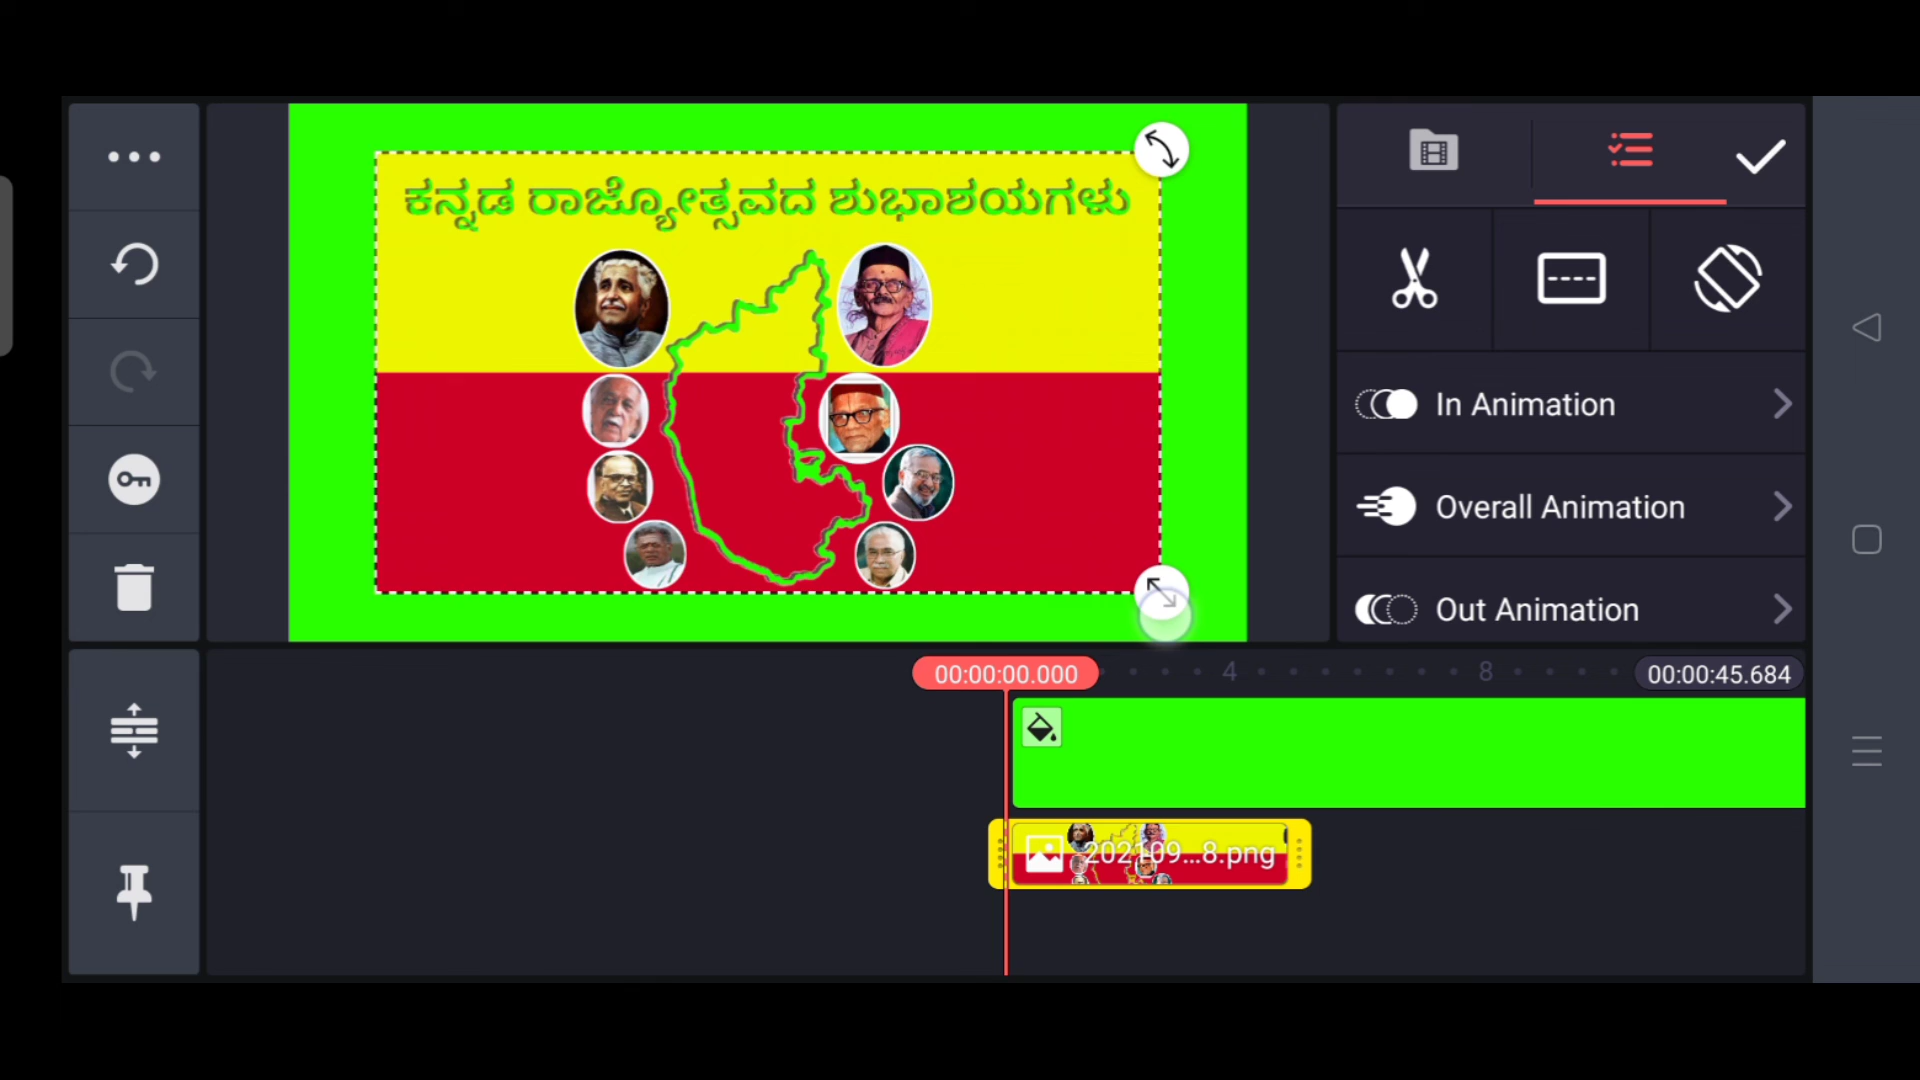 ಕನ್ನಡ ರಾಜ್ಯೋತ್ಸವದ ಶುಭಾಶಯಗಳು
In Animation
Overall Animation
Out Animation
00:00:00.000
4
8
00:00:45.684
202109...8.png